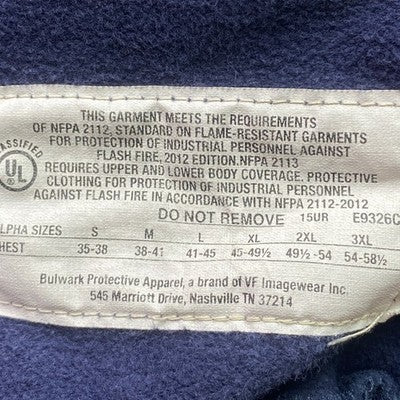 THIS GARMENT MEETS THE REQUIREMENTS
OF NFPA 2112, STANDARD ON FLAME-RESISTANT GARMENTS
FOR PROTECTION OF INDUSTRIAL PERSONNEL AGAINST
FLASH FIRE, 2012 EDITION.NFPA 2113
REQUIRES UPPER AND LOWER BODY COVERAGE. PROTECTIVE
CLOTHING FOR PROTECTION OF INDUSTRIAL PERSONNEL
AGAINST FLASH FIRE IN ACCORDANCE WITH NFPA 2112-2012
UL
DO NOT REMOVE 15UR E9326C
ALPHA SIZES S M L XL 2XL 3XL
CHEST 35-38 38-41 41-45 45-49½ 49½-54 54-58½
Bulwark Protective Apparel, a brand of VF Imagewear Inc.
545 Marriott Drive, Nashville TN 37214